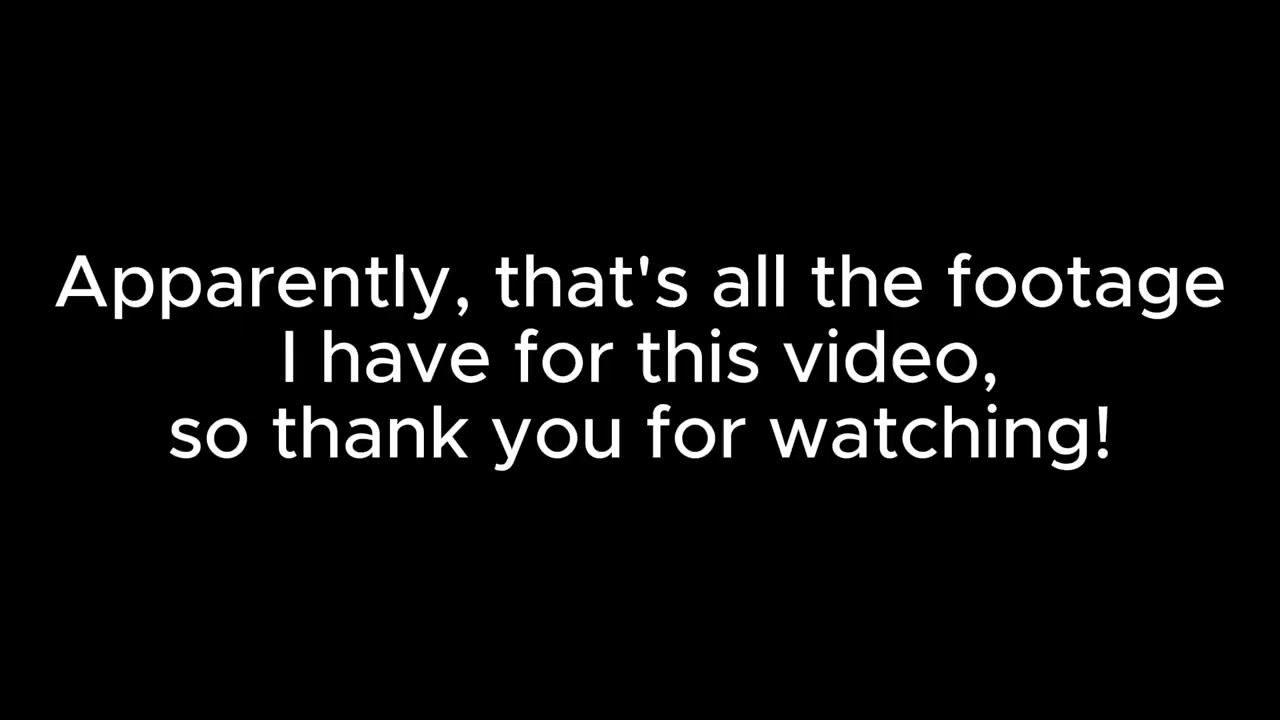 Apparently, that's all the footage
I have for this video,
so thank you for watching!